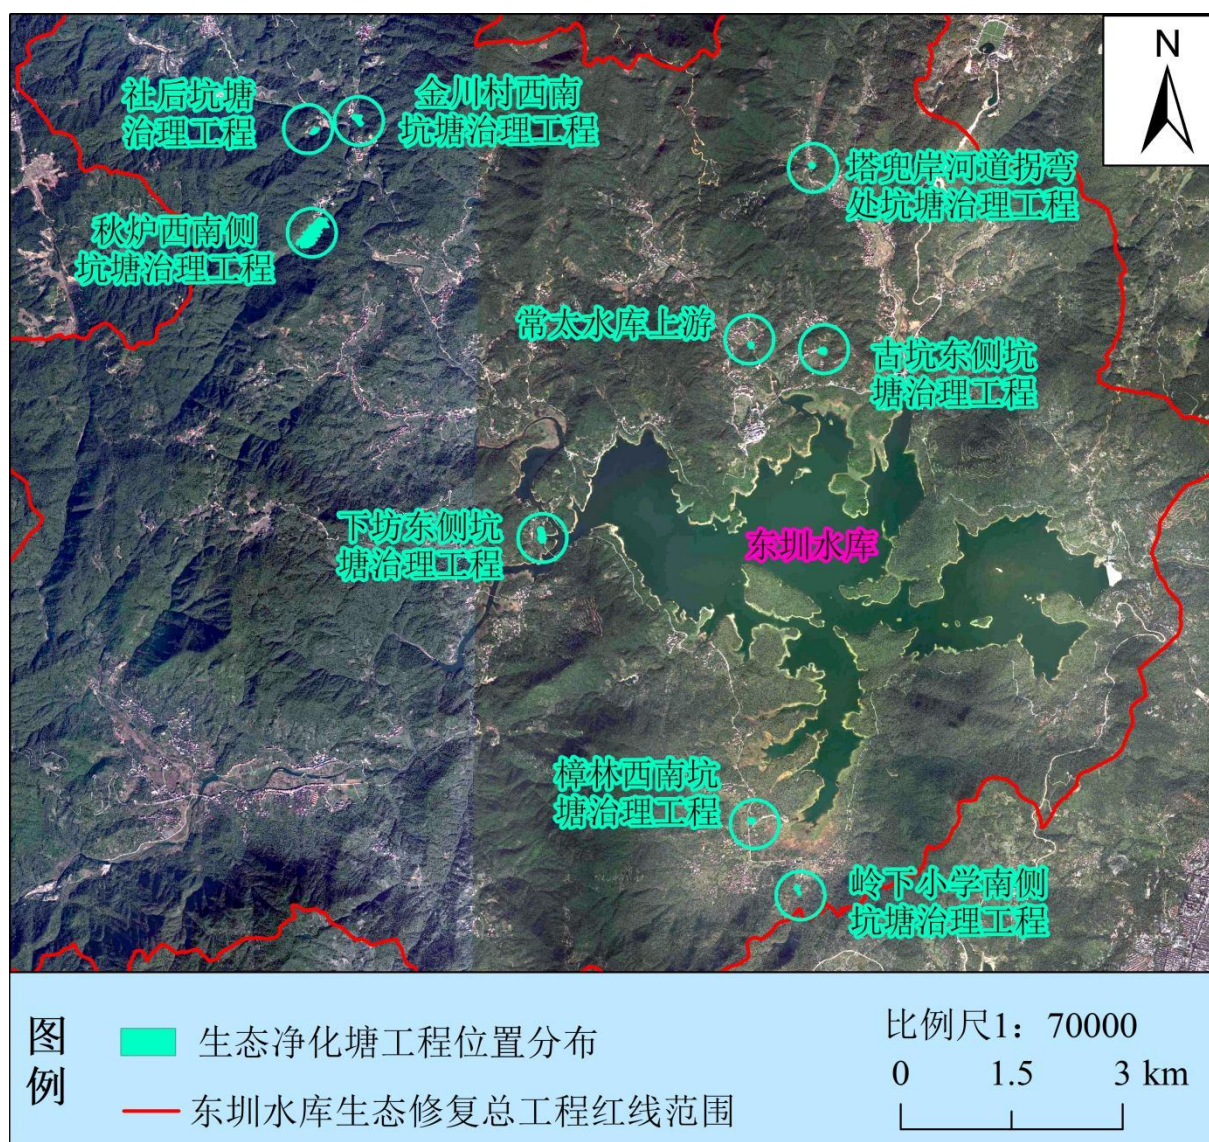 N
社后坑塘
治理工程
金川村西南
坑塘治理工程
塔兜岸河道拐弯
处坑塘治理工程
秋炉西南侧
坑塘治理工程
常太水库上游
古坑东侧坑
塘治理工程
下坊东侧坑
塘治理工程
东圳水库
樟林西南坑
塘治理工程
岭下小学南侧
坑塘治理工程
图
例
生态净化塘工程位置分布
东圳水库生态修复总工程红线范围
比例尺1：70000
0 1.5 3 km